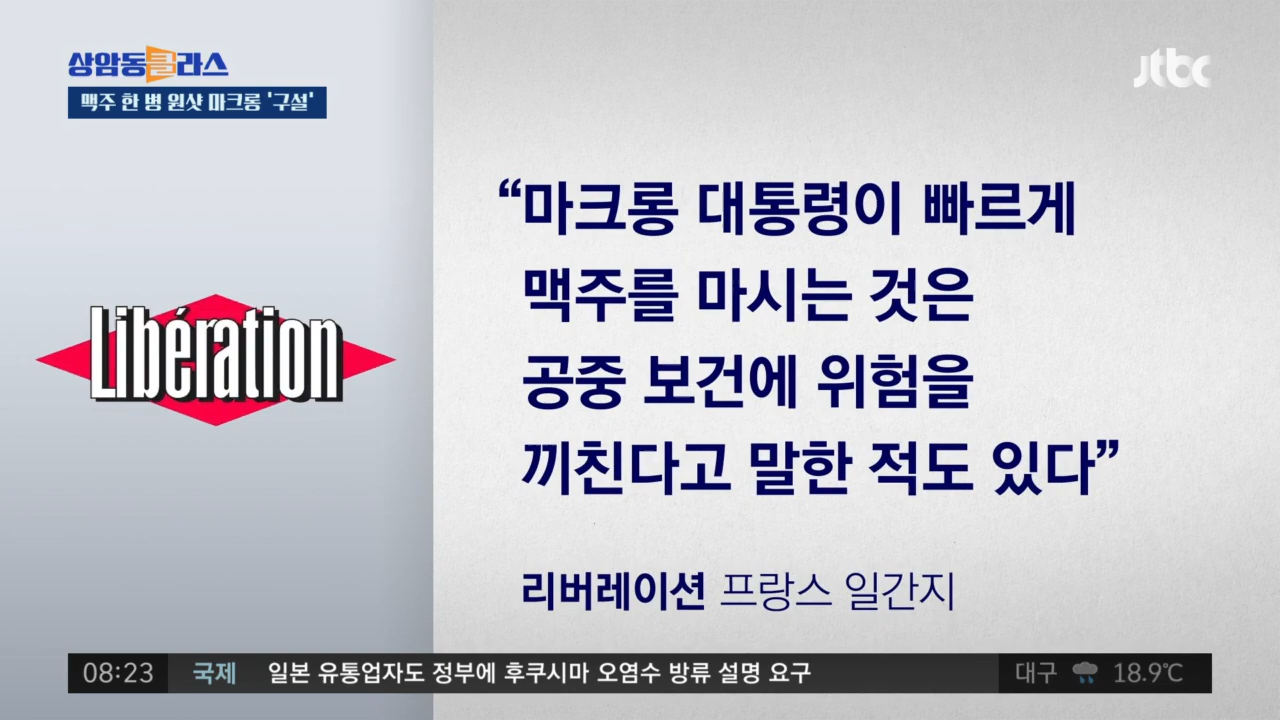 상암동클라스
jtbc
맥주 한 병 원샷 마크롱 '구설'
“마크롱 대통령이 빠르게
맥주를 마시는 것은
공중 보건에 위험을
끼친다고 말한 적도 있다”
Libération
리버레이션 프랑스 일간지
08:23 국제 일본 유통업자도 정부에 후쿠시마 오염수 방류 설명 요구 대구 18.9℃